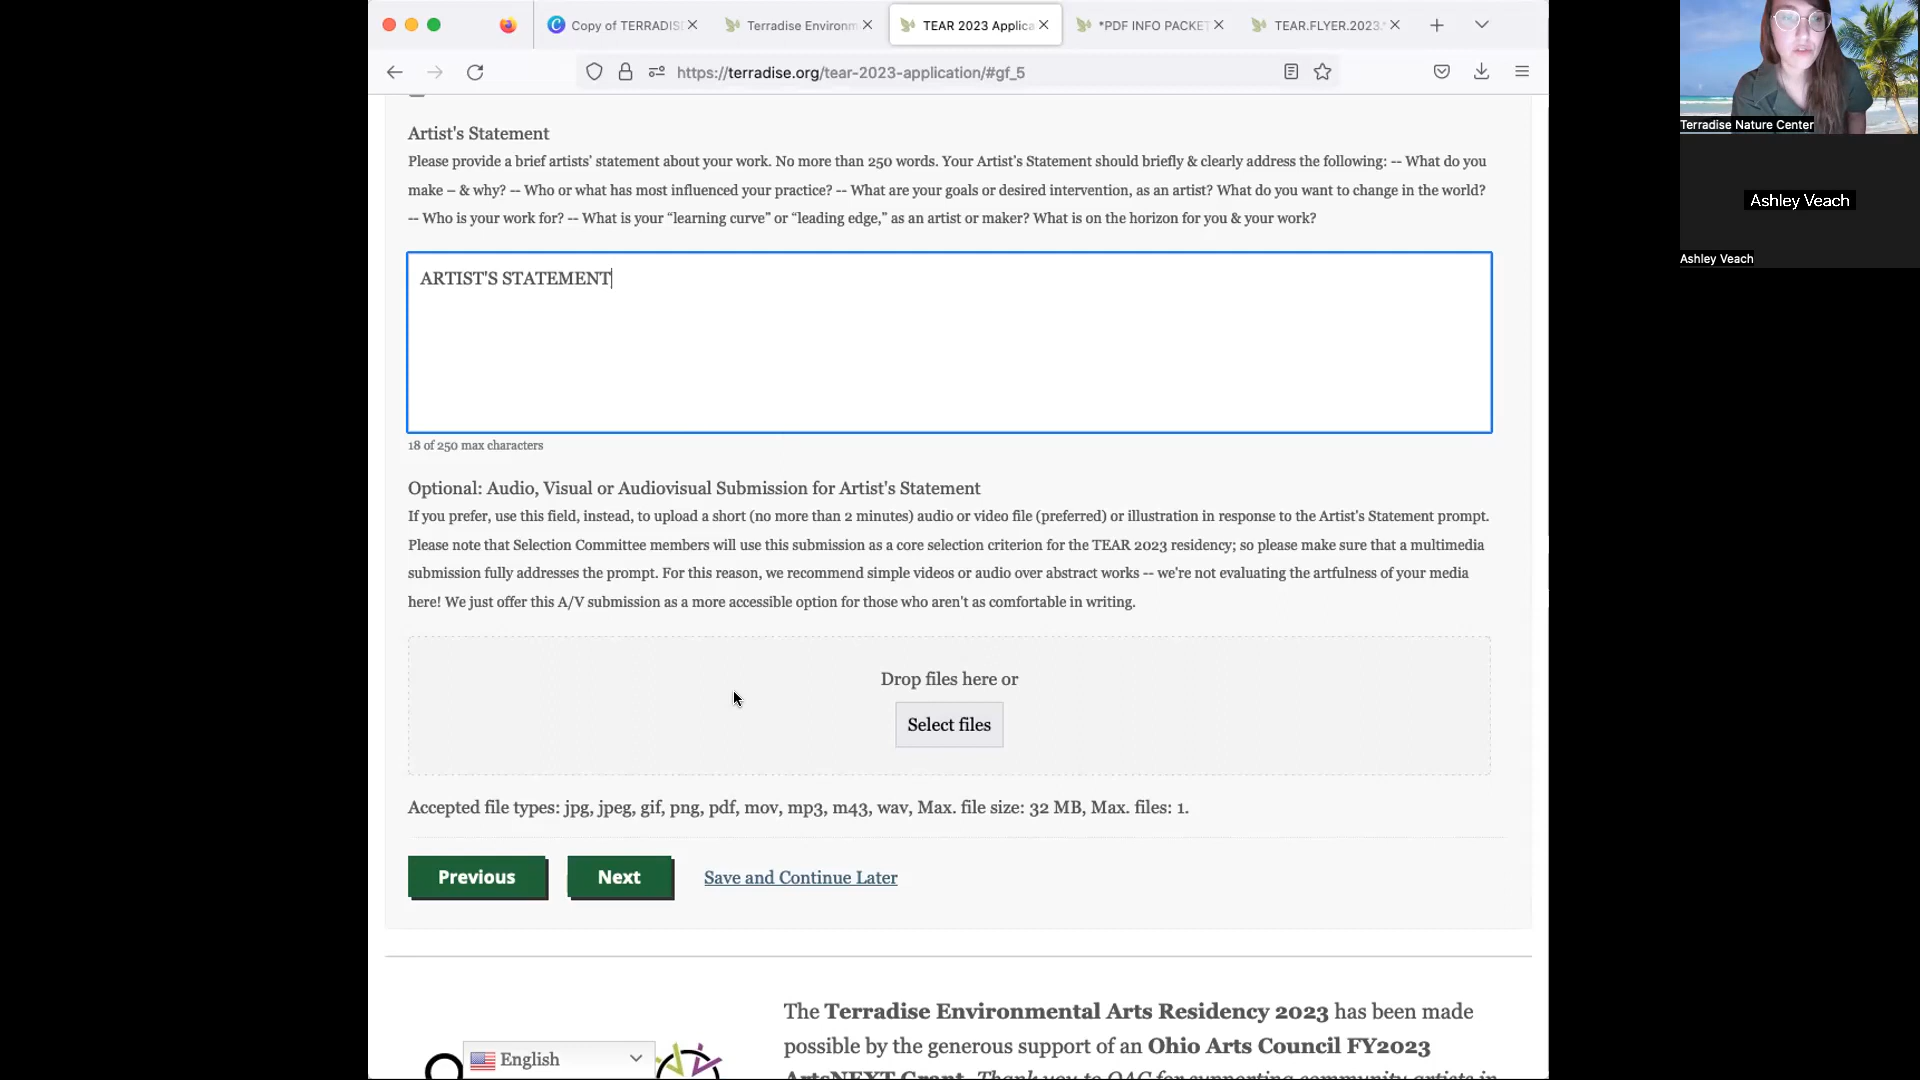 Copy of TERRADIS
Terradise Environm
TEAR 2023 Applica
*PDF INFO PACKET
TEAR.FLYER.2023.
https://terradise.org/tear-2023-application/#gf_5
Terradise Nature Center
Ashley Veach
Ashley Veach
Artist's Statement
Please provide a brief artists' statement about your work. No more than 250 words. Your Artist's Statement should briefly & clearly address the following: -- What do you
make – & why? -- Who or what has most influenced your practice? -- What are your goals or desired intervention, as an artist? What do you want to change in the world?
-- Who is your work for? -- What is your “learning curve” or “leading edge,” as an artist or maker? What is on the horizon for you & your work?
ARTIST'S STATEMENT
18 of 250 max characters
Optional: Audio, Visual or Audiovisual Submission for Artist's Statement
If you prefer, use this field, instead, to upload a short (no more than 2 minutes) audio or video file (preferred) or illustration in response to the Artist's Statement prompt.
Please note that Selection Committee members will use this submission as a core selection criterion for the TEAR 2023 residency; so please make sure that a multimedia
submission fully addresses the prompt. For this reason, we recommend simple videos or audio over abstract works -- we're not evaluating the artfulness of your media
here! We just offer this A/V submission as a more accessible option for those who aren't as comfortable in writing.
Drop files here or
Select files
Accepted file types: jpg, jpeg, gif, png, pdf, mov, mp3, m43, wav, Max. file size: 32 MB, Max. files: 1.
Previous
Next
Save and Continue Later
The Terradise Environmental Arts Residency 2023 has been made
possible by the generous support of an Ohio Arts Council FY2023
ArtsNEXT Grant. Thank you to OAC for supporting community artists in
English